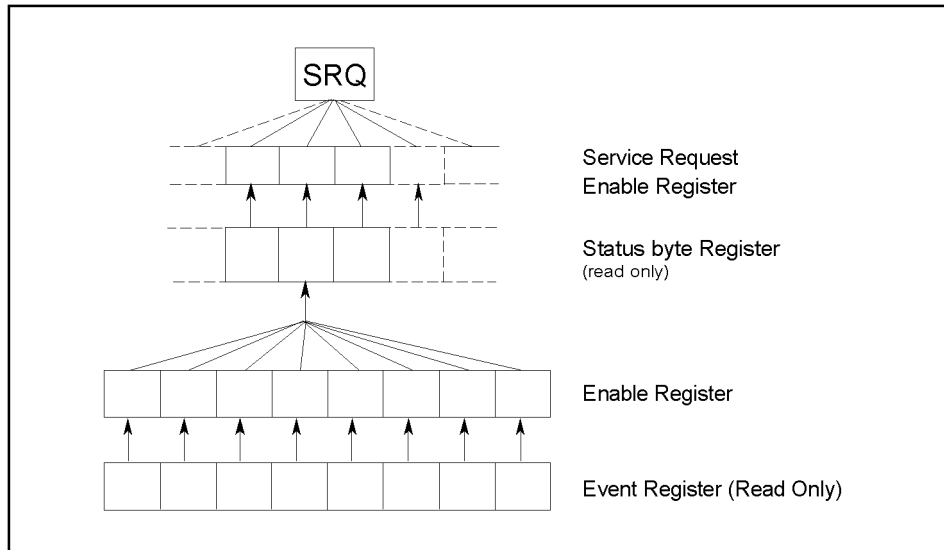 SRQ
Service Request
Enable Register
Status byte Register
(read only)
Enable Register
Event Register (Read Only)